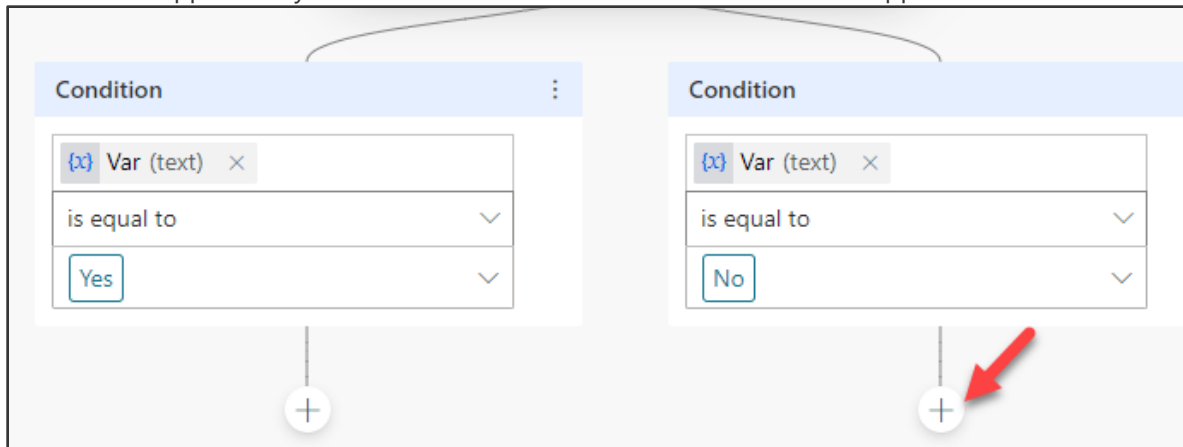 Condition
Condition
{x} Var (text) ×
{x} Var (text) ×
is equal to
is equal to
Yes
No